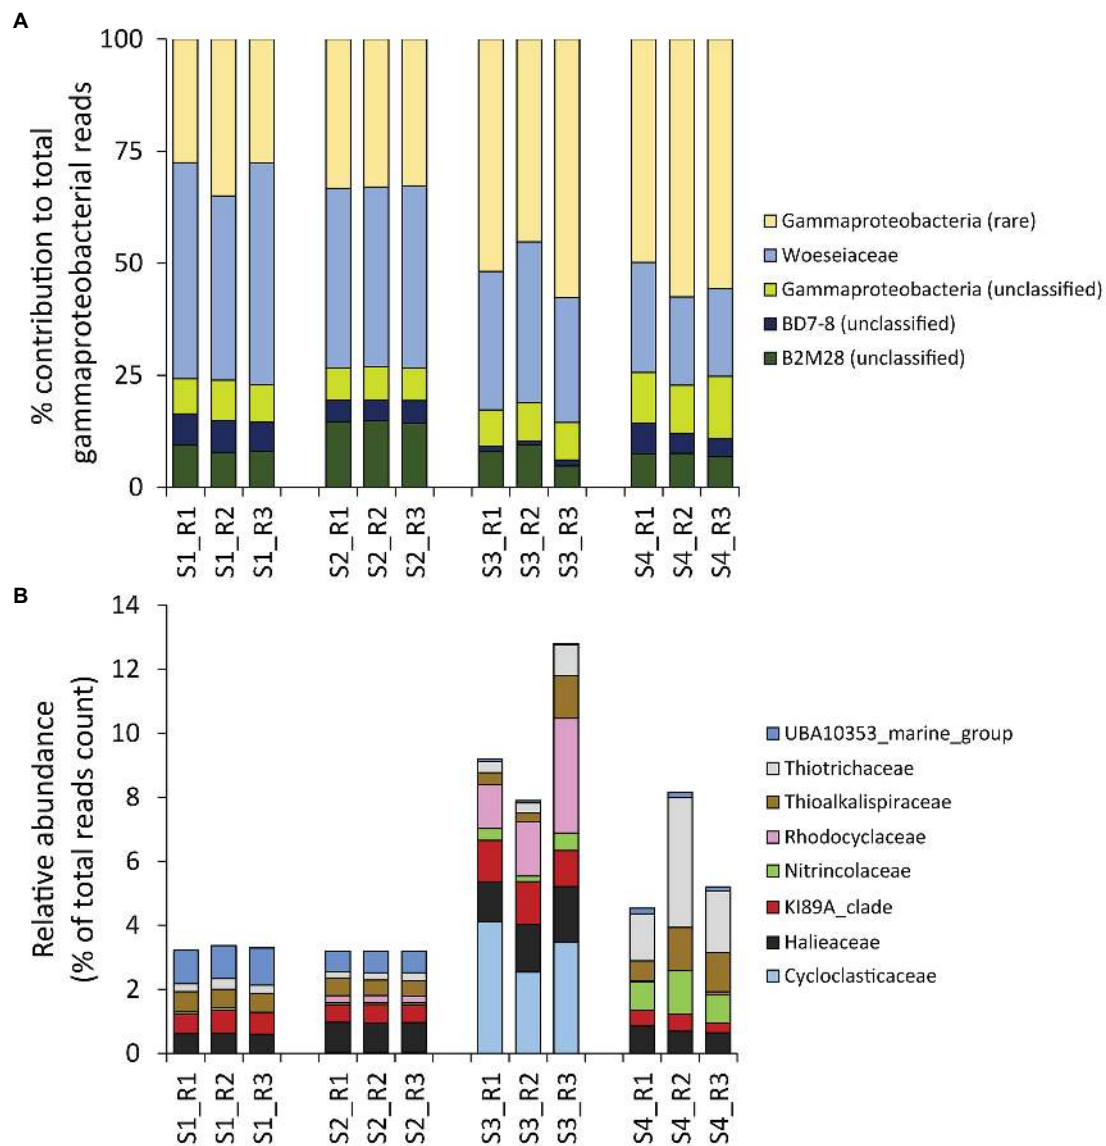 A
% contribution to total
gammaproteobacterial reads
100
75
50
25
0
S1_R1
S1_R2
S1_R3
S2_R1
S2_R2
S2_R3
S3_R1
S3_R2
S3_R3
S4_R1
S4_R2
S4_R3
Gammaproteobacteria (rare)
Woeseiaceae
Gammaproteobacteria (unclassified)
BD7-8 (unclassified)
B2M28 (unclassified)
B
Relative abundance
(% of total reads count)
14
12
10
8
6
4
2
0
S1_R1
S1_R2
S1_R3
S2_R1
S2_R2
S2_R3
S3_R1
S3_R2
S3_R3
S4_R1
S4_R2
S4_R3
UBA10353_marine_group
Thiotrichaceae
Thioalkalispiraceae
Rhodocyclaceae
Nitrincolaceae
KI89A_clade
Halieaceae
Cycloclasticaceae